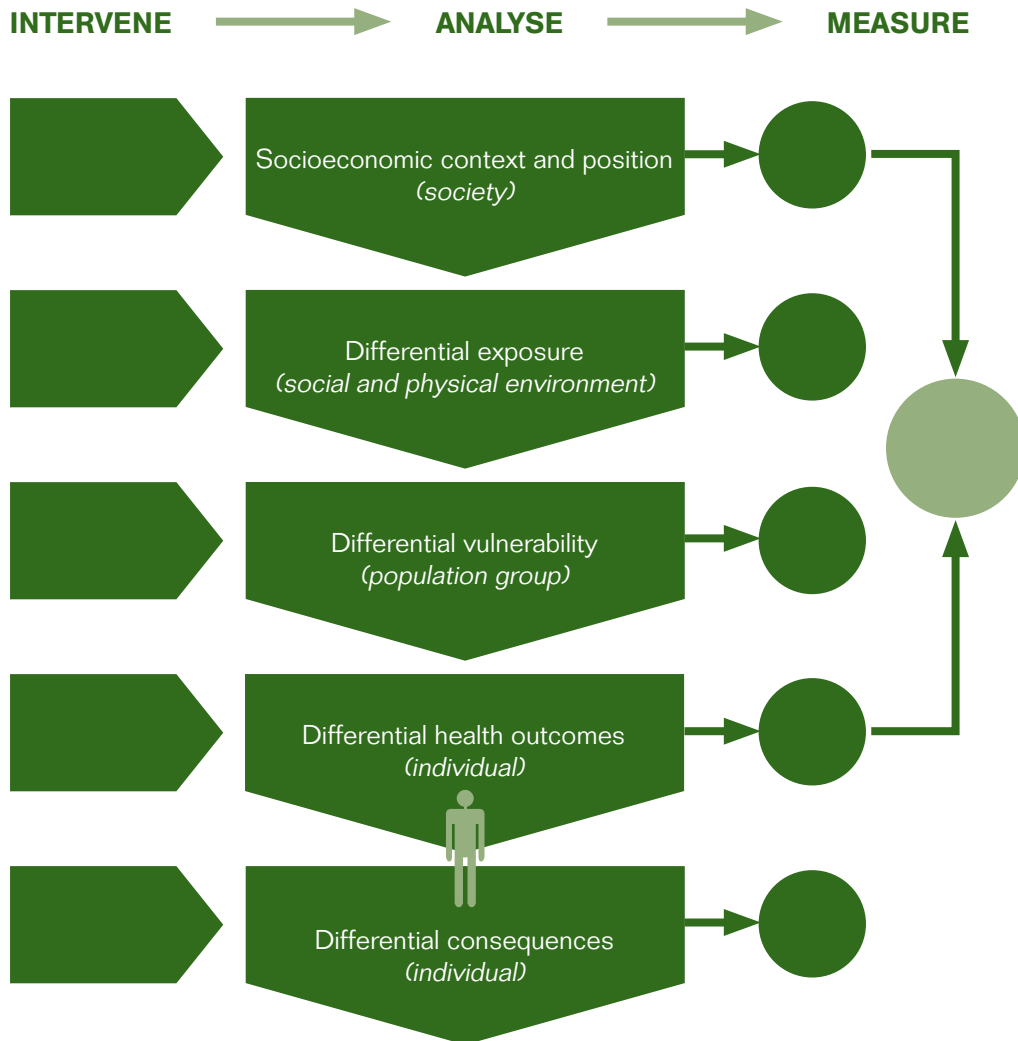 INTERVENE ANALYSE MEASURE
Socioeconomic context and position
(society)
Differential exposure
(social and physical environment)
Differential vulnerability
(population group)
Differential health outcomes
(individual)
Differential consequences
(individual)